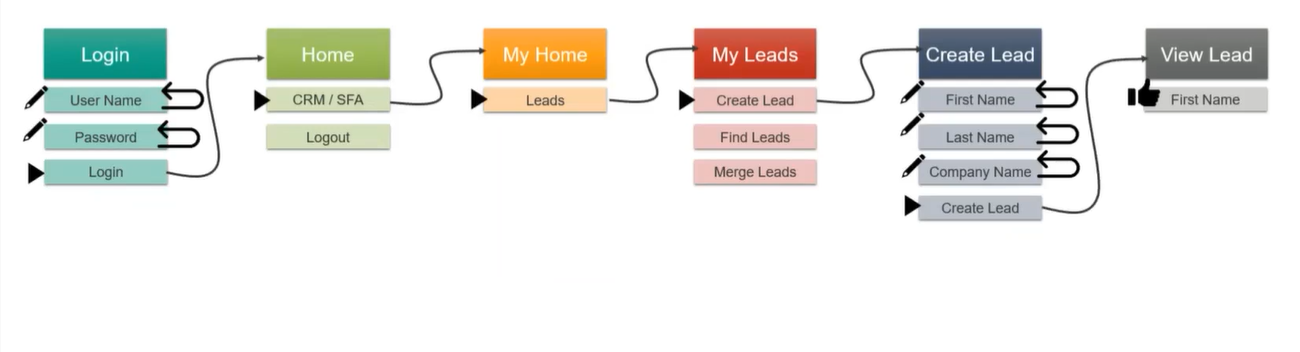 Login
User Name
Password
Login
Home
CRM / SFA
Logout
My Home
Leads
My Leads
Create Lead
Find Leads
Merge Leads
Create Lead
First Name
Last Name
Company Name
Create Lead
View Lead
First Name